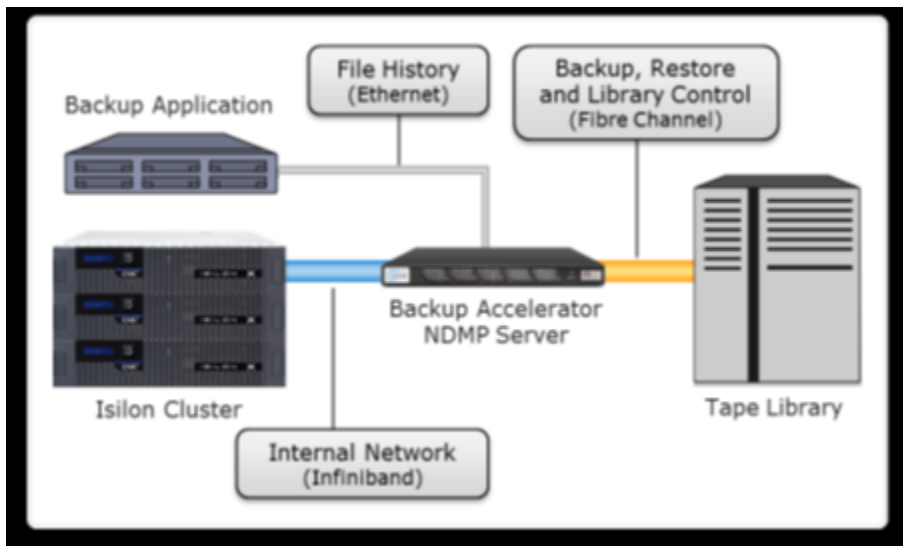 File History
(Ethernet)
Backup, Restore
and Library Control
(Fibre Channel)
Backup Application
Backup Accelerator
NDMP Server
Isilon Cluster
Tape Library
Internal Network
(Infiniband)